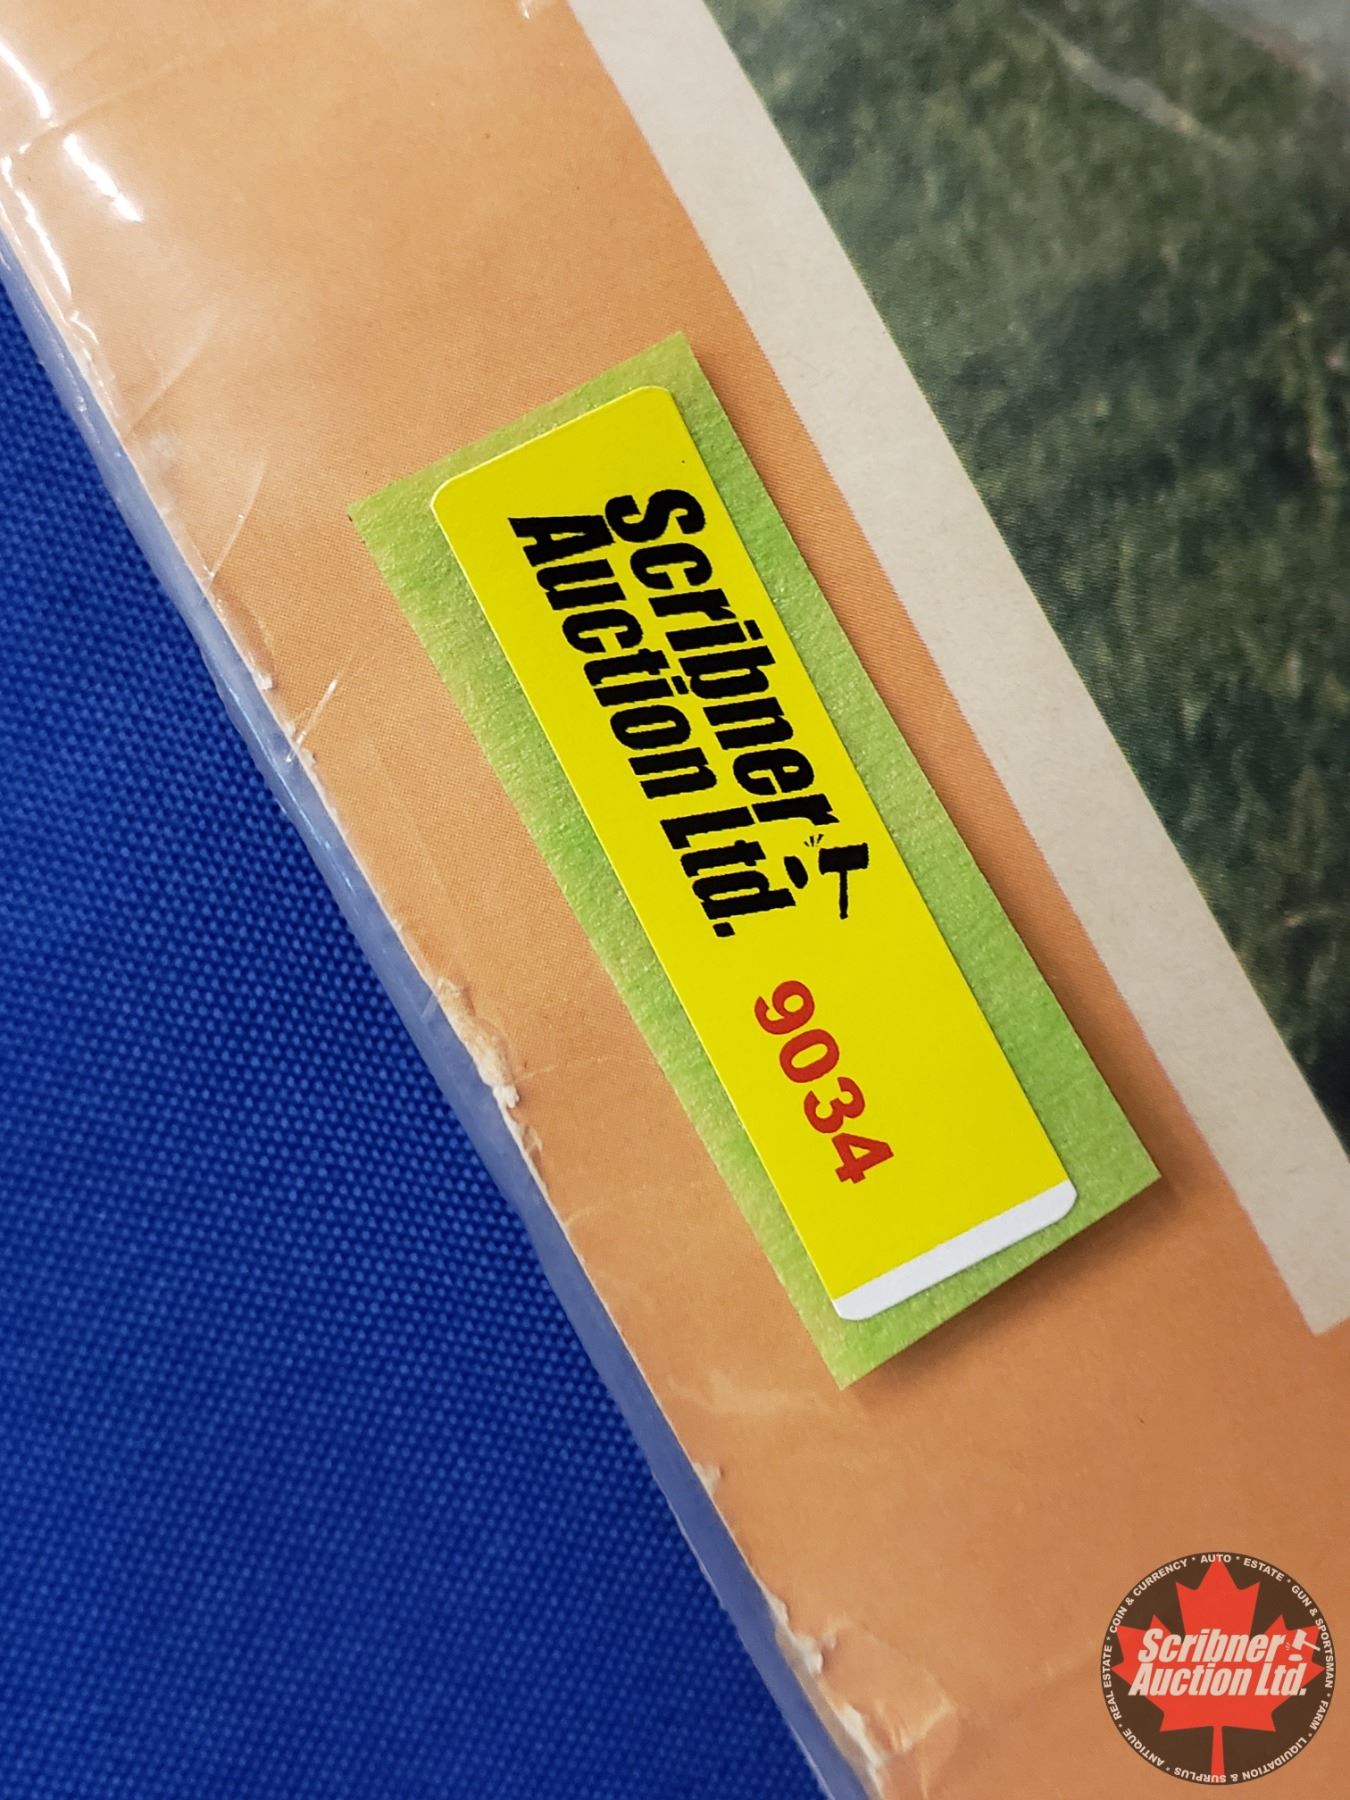 Scribner
Auction Ltd.
9034
Scribner
Auction Ltd.
ANTIQUE * REAL ESTATE * COIN & CURRENCY * AUTO * ESTATE * GUN & SPORTSMAN * FARM * LIQUIDATION & SURPLUS *